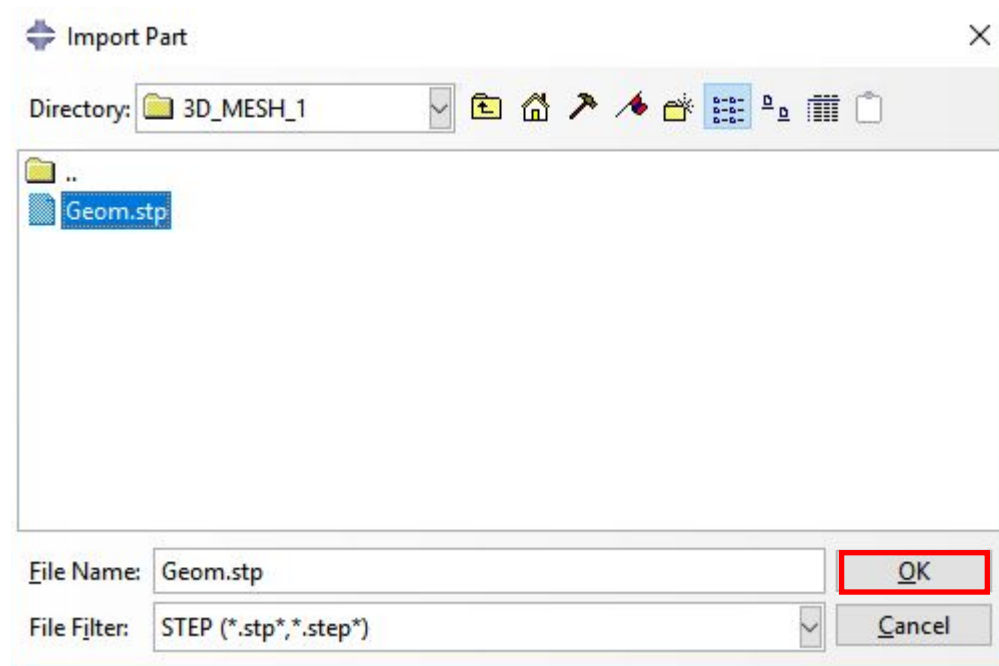 Import Part
Directory: 3D_MESH_1
..
Geom.stp
File Name: Geom.stp OK
File Filter: STEP (*.stp*,*.step*) Cancel